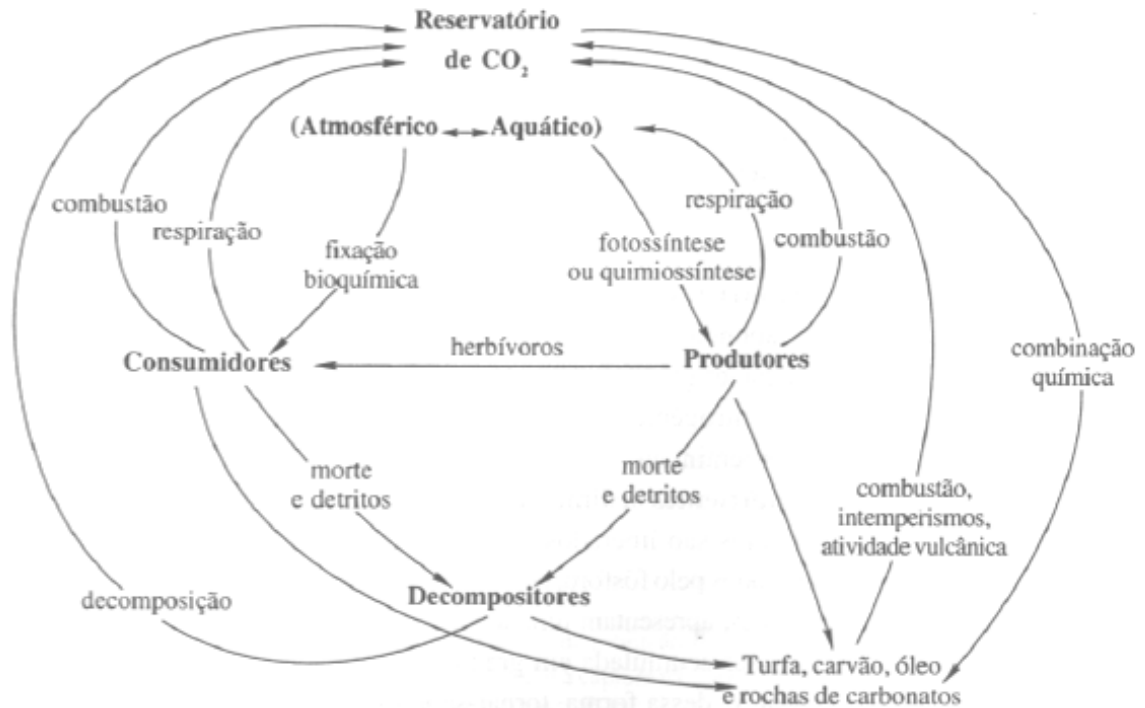 Reservatório
de CO₂
(Atmosférico
Aquático)
combustão
respiração
fixação
bioquímica
fotossíntese
ou quimiossíntese
respiração
combustão
combinação
química
Consumidores
herbívoros
Produtores
morte
e detritos
morte
e detritos
combustão,
intemperismos,
atividade vulcânica
decomposição
Decompositores
Turfa, carvão, óleo
e rochas de carbonatos